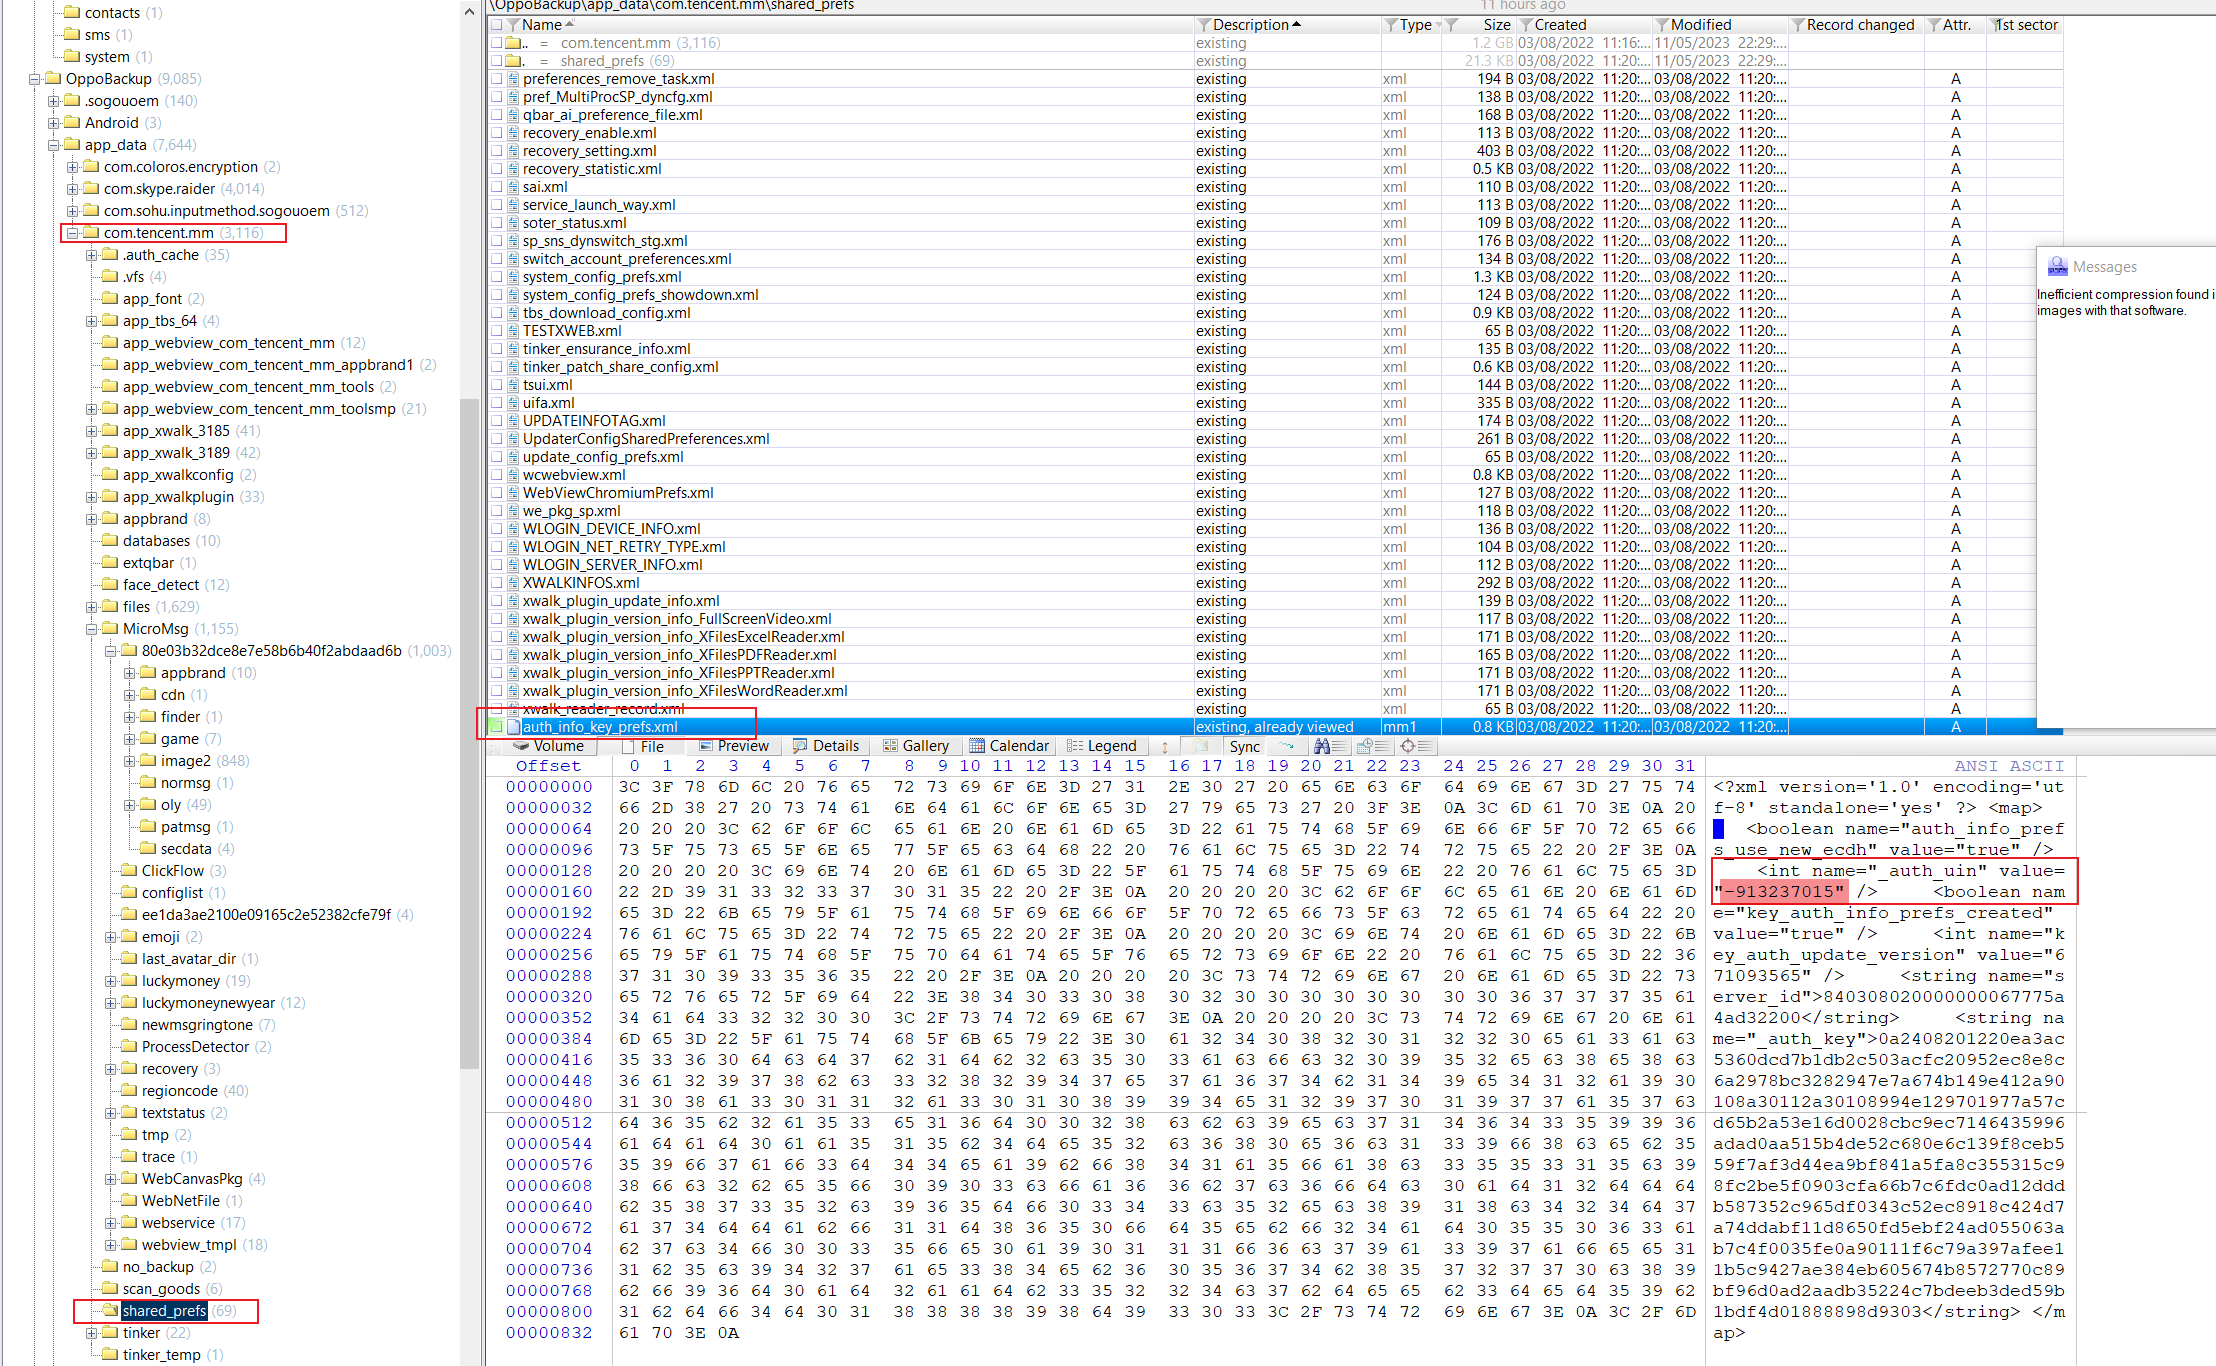 contacts (1)
sms (1)
system (1)
OppoBackup (9,085)
.sogouoem (140)
Android (3)
app_data (7,644)
com.coloros.encryption (2)
com.skype.raider (4,014)
com.sohu.inputmethod.sogouoem (512)
com.tencent.mm (3,116)
.auth_cache (35)
.vfs (4)
app_font (2)
app_tbs_64 (4)
app_webview_com_tencent_mm (12)
app_webview_com_tencent_mm_appbrand1 (2)
app_webview_com_tencent_mm_tools (2)
app_webview_com_tencent_mm_toolsmp (21)
app_xwalk_3185 (41)
app_xwalk_3189 (42)
app_xwalkconfig (2)
app_xwalkplugin (33)
appbrand (8)
databases (10)
extqbar (1)
face_detect (12)
files (1,629)
MicroMsg (1,155)
80e03b32dce8e7e58b6b40f2abdaad6b (1,003)
appbrand (10)
cdn (1)
finder (1)
game (7)
image2 (848)
normsg (1)
oly (49)
patmsg (1)
secdata (4)
ClickFlow (3)
configlist (1)
ee1da3ae2100e09165c2e52382cfe79f (4)
emoji (2)
last_avatar_dir (1)
luckymoney (19)
luckymoneynewyear (12)
newmsgringtone (7)
ProcessDetector (2)
recovery (3)
regioncode (40)
textstatus (2)
tmp (2)
trace (1)
WebCanvasPkg (4)
WebNetFile (1)
webservice (17)
webview_tmpl (18)
no_backup (2)
scan_goods (6)
shared_prefs (69)
tinker (22)
tinker_temp (1)
\OppoBackup\app_data\com.tencent.mm\shared_prefs 11 hours ago
Name Description Type Size Created Modified Record changed Attr. 1st sector
.. = com.tencent.mm (3,116) existing 1.2 GB 03/08/2022 11:16:... 11/05/2023 22:29:...
. = shared_prefs (69) existing 21.3 KB 03/08/2022 11:20:... 11/05/2023 22:29:...
preferences_remove_task.xml existing xml 194 B 03/08/2022 11:20:... 03/08/2022 11:20:... A
pref_MultiProcSP_dyncfg.xml existing xml 138 B 03/08/2022 11:20:... 03/08/2022 11:20:... A
qbar_ai_preference_file.xml existing xml 168 B 03/08/2022 11:20:... 03/08/2022 11:20:... A
recovery_enable.xml existing xml 113 B 03/08/2022 11:20:... 03/08/2022 11:20:... A
recovery_setting.xml existing xml 403 B 03/08/2022 11:20:... 03/08/2022 11:20:... A
recovery_statistic.xml existing xml 0.5 KB 03/08/2022 11:20:... 03/08/2022 11:20:... A
sai.xml existing xml 110 B 03/08/2022 11:20:... 03/08/2022 11:20:... A
service_launch_way.xml existing xml 113 B 03/08/2022 11:20:... 03/08/2022 11:20:... A
soter_status.xml existing xml 109 B 03/08/2022 11:20:... 03/08/2022 11:20:... A
sp_sns_dynswitch_stg.xml existing xml 176 B 03/08/2022 11:20:... 03/08/2022 11:20:... A
switch_account_preferences.xml existing xml 134 B 03/08/2022 11:20:... 03/08/2022 11:20:... A
system_config_prefs.xml existing xml 1.3 KB 03/08/2022 11:20:... 03/08/2022 11:20:... A
system_config_prefs_showdown.xml existing xml 124 B 03/08/2022 11:20:... 03/08/2022 11:20:... A
tbs_download_config.xml existing xml 0.9 KB 03/08/2022 11:20:... 03/08/2022 11:20:... A
TESTXWEB.xml existing xml 65 B 03/08/2022 11:20:... 03/08/2022 11:20:... A
tinker_ensurance_info.xml existing xml 135 B 03/08/2022 11:20:... 03/08/2022 11:20:... A
tinker_patch_share_config.xml existing xml 0.6 KB 03/08/2022 11:20:... 03/08/2022 11:20:... A
tsui.xml existing xml 144 B 03/08/2022 11:20:... 03/08/2022 11:20:... A
uifa.xml existing xml 335 B 03/08/2022 11:20:... 03/08/2022 11:20:... A
UPDATEINFOTAG.xml existing xml 174 B 03/08/2022 11:20:... 03/08/2022 11:20:... A
UpdaterConfigSharedPreferences.xml existing xml 261 B 03/08/2022 11:20:... 03/08/2022 11:20:... A
update_config_prefs.xml existing xml 65 B 03/08/2022 11:20:... 03/08/2022 11:20:... A
wcwebview.xml existing xml 0.8 KB 03/08/2022 11:20:... 03/08/2022 11:20:... A
WebViewChromiumPrefs.xml existing xml 127 B 03/08/2022 11:20:... 03/08/2022 11:20:... A
we_pkg_sp.xml existing xml 118 B 03/08/2022 11:20:... 03/08/2022 11:20:... A
WLOGIN_DEVICE_INFO.xml existing xml 136 B 03/08/2022 11:20:... 03/08/2022 11:20:... A
WLOGIN_NET_RETRY_TYPE.xml existing xml 104 B 03/08/2022 11:20:... 03/08/2022 11:20:... A
WLOGIN_SERVER_INFO.xml existing xml 112 B 03/08/2022 11:20:... 03/08/2022 11:20:... A
XWALKINFOS.xml existing xml 292 B 03/08/2022 11:20:... 03/08/2022 11:20:... A
xwalk_plugin_update_info.xml existing xml 139 B 03/08/2022 11:20:... 03/08/2022 11:20:... A
xwalk_plugin_version_info_FullScreenVideo.xml existing xml 117 B 03/08/2022 11:20:... 03/08/2022 11:20:... A
xwalk_plugin_version_info_XFilesExcelReader.xml existing xml 171 B 03/08/2022 11:20:... 03/08/2022 11:20:... A
xwalk_plugin_version_info_XFilesPDFReader.xml existing xml 165 B 03/08/2022 11:20:... 03/08/2022 11:20:... A
xwalk_plugin_version_info_XFilesPPTReader.xml existing xml 171 B 03/08/2022 11:20:... 03/08/2022 11:20:... A
xwalk_plugin_version_info_XFilesWordReader.xml existing xml 171 B 03/08/2022 11:20:... 03/08/2022 11:20:... A
xwalk_reader_record.xml existing xml 65 B 03/08/2022 11:20:... 03/08/2022 11:20:... A
auth_info_key_prefs.xml existing, already viewed mm1 0.8 KB 03/08/2022 11:20:... 03/08/2022 11:20:... A
Messages
Inefficient compression found i
images with that software.
Volume File Preview Details Gallery Calendar Legend Sync
Offset 0 1 2 3 4 5 6 7 8 9 10 11 12 13 14 15 16 17 18 19 20 21 22 23 24 25 26 27 28 29 30 31 ANSI ASCII
00000000 3C 3F 78 6D 6C 20 76 65 72 73 69 6F 6E 3D 27 31 2E 30 27 20 65 6E 63 6F 64 69 6E 67 3D 27 75 74 <?xml version='1.0' encoding='ut
00000032 66 2D 38 27 20 73 74 61 6E 64 61 6C 6F 6E 65 3D 27 79 65 73 27 20 3F 3E 0A 3C 6D 61 70 3E 0A 20 f-8' standalone='yes' ?> <map>
00000064 20 20 20 3C 62 6F 6F 6C 65 61 6E 20 6E 61 6D 65 3D 22 61 75 74 68 5F 69 6E 66 6F 5F 70 72 65 66 <boolean name="auth_info_pref
00000096 73 5F 75 73 65 5F 6E 65 77 5F 65 63 64 68 22 20 76 61 6C 75 65 3D 22 74 72 75 65 22 20 2F 3E 0A s_use_new_ecdh" value="true" />
00000128 20 20 20 20 3C 69 6E 74 20 6E 61 6D 65 3D 22 5F 61 75 74 68 5F 75 69 6E 22 20 76 61 6C 75 65 3D <int name="_auth_uin" value=
00000160 22 2D 39 31 33 32 33 37 30 31 35 22 20 2F 3E 0A 20 20 20 20 3C 62 6F 6F 6C 65 61 6E 20 6E 61 6D "-913237015" /> <boolean nam
00000192 65 3D 22 6B 65 79 5F 61 75 74 68 5F 69 6E 66 6F 5F 70 72 65 66 73 5F 63 72 65 61 74 65 64 22 20 e="key_auth_info_prefs_created"
00000224 76 61 6C 75 65 3D 22 74 72 75 65 22 20 2F 3E 0A 20 20 20 20 3C 69 6E 74 20 6E 61 6D 65 3D 22 6B value="true" /> <int name="k
00000256 65 79 5F 61 75 74 68 5F 75 70 64 61 74 65 5F 76 65 72 73 69 6F 6E 22 20 76 61 6C 75 65 3D 22 36 ey_auth_update_version" value="6
00000288 37 31 30 39 33 35 36 35 22 20 2F 3E 0A 20 20 20 20 3C 73 74 72 69 6E 67 20 6E 61 6D 65 3D 22 73 71093565" /> <string name="s
00000320 65 72 76 65 72 5F 69 64 22 3E 38 34 30 33 30 38 30 32 30 30 30 30 30 30 30 30 36 37 37 37 35 61 erver_id">840308020000000067775a
00000352 34 61 64 33 32 32 30 30 3C 2F 73 74 72 69 6E 67 3E 0A 20 20 20 20 3C 73 74 72 69 6E 67 20 6E 61 4ad32200</string> <string na
00000384 6D 65 3D 22 5F 61 75 74 68 5F 6B 65 79 22 3E 30 61 32 34 30 38 32 30 31 32 32 30 65 61 33 61 63 me="_auth_key">0a2408201220ea3ac
00000416 35 33 36 30 64 63 64 37 62 31 64 62 32 63 35 30 33 61 63 66 63 32 30 39 35 32 65 63 38 65 38 63 5360dcd7b1db2c503acfc20952ec8e8c
00000448 36 61 32 39 37 38 62 63 33 32 38 32 39 34 37 65 37 61 36 37 34 62 31 34 39 65 34 31 32 61 39 30 6a2978bc3282947e7a674b149e412a90
00000480 31 30 38 61 33 30 31 31 32 61 33 30 31 30 38 39 39 34 65 31 32 39 37 30 31 39 37 37 61 35 37 63 108a30112a30108994e129701977a57c
00000512 64 36 35 62 32 61 35 33 65 31 36 64 30 30 32 38 63 62 63 39 65 63 37 31 34 36 34 33 35 39 39 36 d65b2a53e16d0028cbc9ec7146435996
00000544 61 64 61 64 30 61 61 35 31 35 62 34 64 65 35 32 63 36 38 30 65 36 63 31 33 39 66 38 63 65 62 35 adad0aa515b4de52c680e6c139f8ceb5
00000576 35 39 66 37 61 66 33 64 34 34 65 61 39 62 66 38 34 31 61 35 66 61 38 63 33 35 35 33 31 35 63 39 59f7af3d44ea9bf841a5fa8c355315c9
00000608 38 66 63 32 62 65 35 66 30 39 30 33 63 66 61 36 36 62 37 63 36 66 64 63 30 61 64 31 32 64 64 64 8fc2be5f0903cfa66b7c6fdc0ad12ddd
00000640 62 35 38 37 33 35 32 63 39 36 35 64 66 30 33 34 33 63 35 32 65 63 38 39 31 38 63 34 32 34 64 37 b587352c965df0343c52ec8918c424d7
00000672 61 37 34 64 64 61 62 66 31 31 64 38 36 35 30 66 64 35 65 62 66 32 34 61 64 30 35 35 30 36 33 61 a74ddabf11d8650fd5ebf24ad055063a
00000704 62 37 63 34 66 30 30 33 35 66 65 30 61 39 30 31 31 31 66 36 63 37 39 61 33 39 37 61 66 65 65 31 b7c4f0035fe0a90111f6c79a397afee1
00000736 31 62 35 63 39 34 32 37 61 65 33 38 34 65 62 36 30 35 36 37 34 62 38 35 37 32 37 37 30 63 38 39 1b5c9427ae384eb605674b8572770c89
00000768 62 66 39 36 64 30 61 64 32 61 61 64 62 33 35 32 32 34 63 37 62 64 65 65 62 33 64 65 64 35 39 62 bf96d0ad2aadb35224c7bdeeb3ded59b
00000800 31 62 64 66 34 64 30 31 38 38 38 38 39 38 64 39 33 30 33 3C 2F 73 74 72 69 6E 67 3E 0A 3C 2F 6D 1bdf4d01888898d9303</string> </m
00000832 61 70 3E 0A ap>